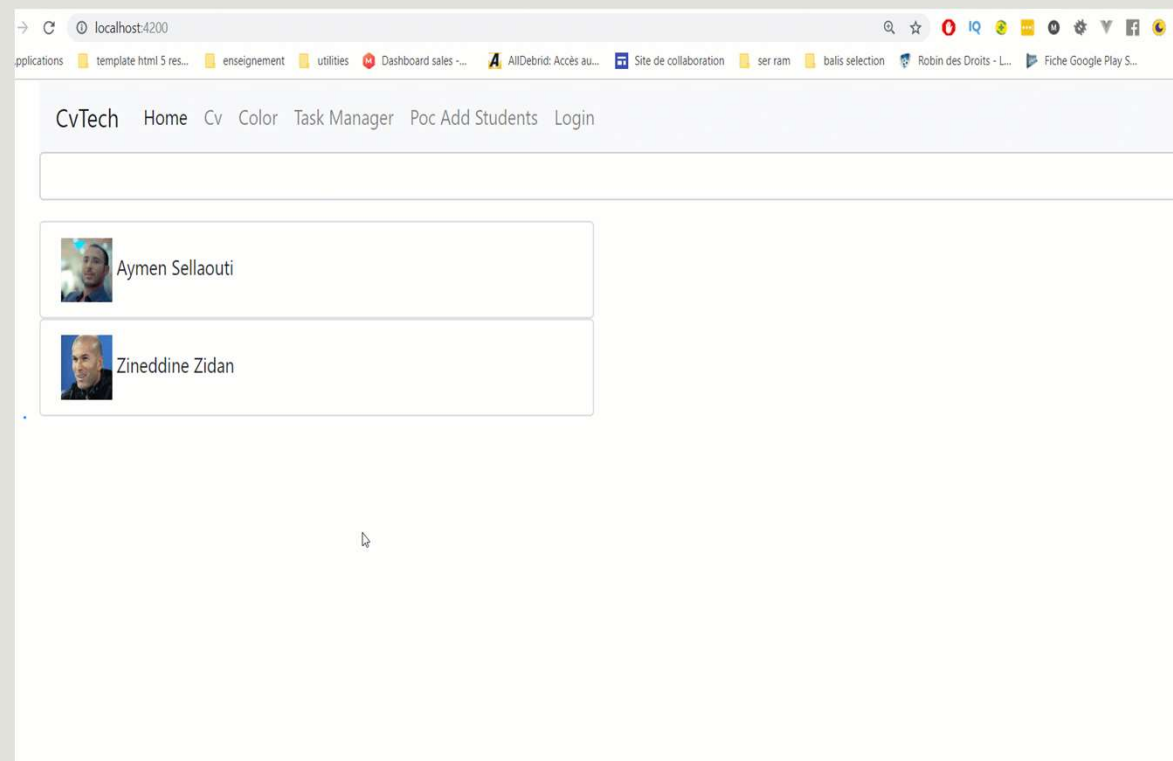 localhost:4200
IQ
M
pplications template html 5 res... enseignement utilities M Dashboard sales -... A AllDebrid: Accès au... Site de collaboration ser ram balis selection Robin des Droits - L... Fiche Google Play S...
CvTech Home Cv Color Task Manager Poc Add Students Login
Aymen Sellaouti
Zineddine Zidan